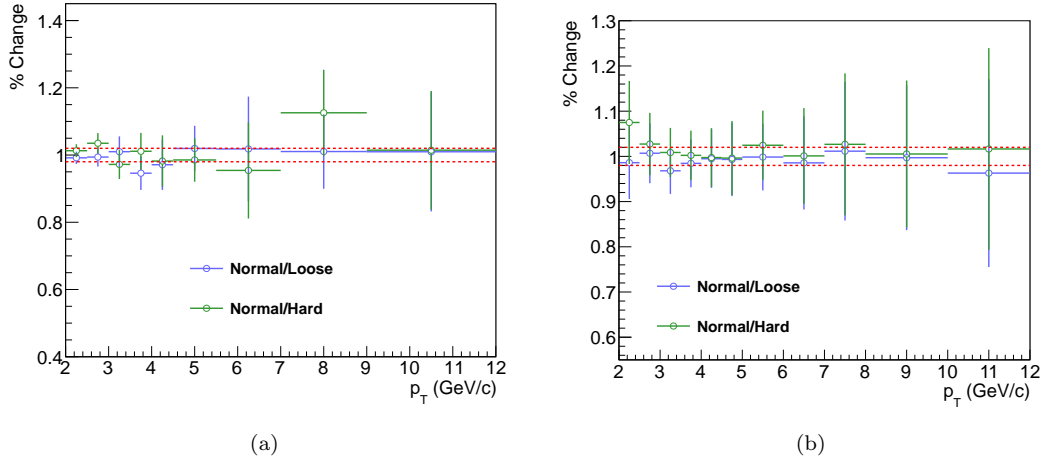 % Change
1.4
1.2
1
0.8
0.6
0.4
Normal/Loose
Normal/Hard
2 3 4 5 6 7 8 9 10 11 12
p_T (GeV/c)
(a)
% Change
1.3
1.2
1.1
1
0.9
0.8
0.7
0.6
Normal/Loose
Normal/Hard
2 3 4 5 6 7 8 9 10 11 12
p_T (GeV/c)
(b)